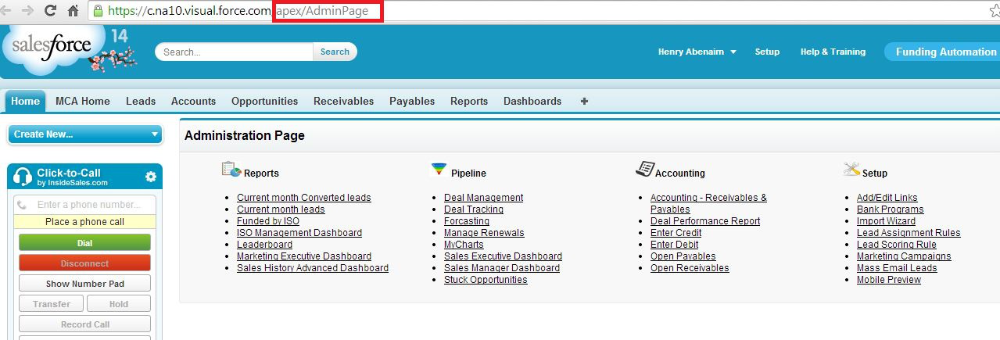 https://c.na10.visual.force.com/apex/AdminPage
salesforce 14
Search... Search
Henry Abenaim Setup Help & Training Funding Automation
Home MCA Home Leads Accounts Opportunities Receivables Payables Reports Dashboards +
Create New...
Click-to-Call
by InsideSales.com
Enter a phone number...
Place a phone call
Dial
Disconnect
Show Number Pad
Transfer Hold
Record Call
Administration Page
Reports
Current month Converted leads
Current month leads
Funded by ISO
ISO Management Dashboard
Leaderboard
Marketing Executive Dashboard
Sales History Advanced Dashboard
Pipeline
Deal Management
Deal Tracking
Forcasting
Manage Renewals
MyCharts
Sales Executive Dashboard
Sales Manager Dashboard
Stuck Opportunities
Accounting
Accounting - Receivables &
Payables
Deal Performance Report
Enter Credit
Enter Debit
Open Payables
Open Receivables
Setup
Add/Edit Links
Bank Programs
Import Wizard
Lead Assignment Rules
Lead Scoring Rule
Marketing Campaigns
Mass Email Leads
Mobile Preview